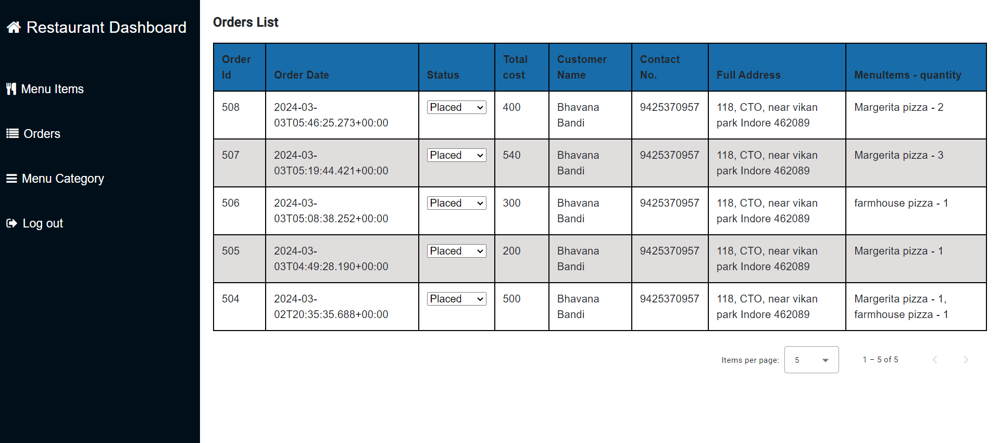 Restaurant Dashboard
Menu Items
Orders
Menu Category
Log out
Orders List
Order Id
Order Date
Status
Total cost
Customer Name
Contact No.
Full Address
MenuItems - quantity
508
2024-03-
03T05:46:25.273+00:00
Placed
400
Bhavana
Bandi
9425370957
118, CTO, near vikan
park Indore 462089
Margerita pizza - 2
507
2024-03-
03T05:19:44.421+00:00
Placed
540
Bhavana
Bandi
9425370957
118, CTO, near vikan
park Indore 462089
Margerita pizza - 3
506
2024-03-
03T05:08:38.252+00:00
Placed
300
Bhavana
Bandi
9425370957
118, CTO, near vikan
park Indore 462089
farmhouse pizza - 1
505
2024-03-
03T04:49:28.190+00:00
Placed
200
Bhavana
Bandi
9425370957
118, CTO, near vikan
park Indore 462089
Margerita pizza - 1
504
2024-03-
02T20:35:35.688+00:00
Placed
500
Bhavana
Bandi
9425370957
118, CTO, near vikan
park Indore 462089
Margerita pizza - 1,
farmhouse pizza - 1
Items per page:
5
1 – 5 of 5